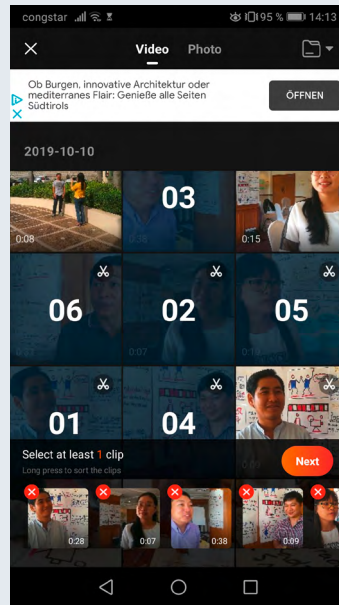 congstar 95 % 14:13
Video Photo
Ob Burgen, innovative Architektur oder
mediterranes Flair: Genieße alle Seiten
Südtirols
ÖFFNEN
2019-10-10
03
0:08
0:15
06 02 05
0:07
01 04
Select at least 1 clip
Long press to sort the clips
Next
0:28 0:07 0:38 0:09